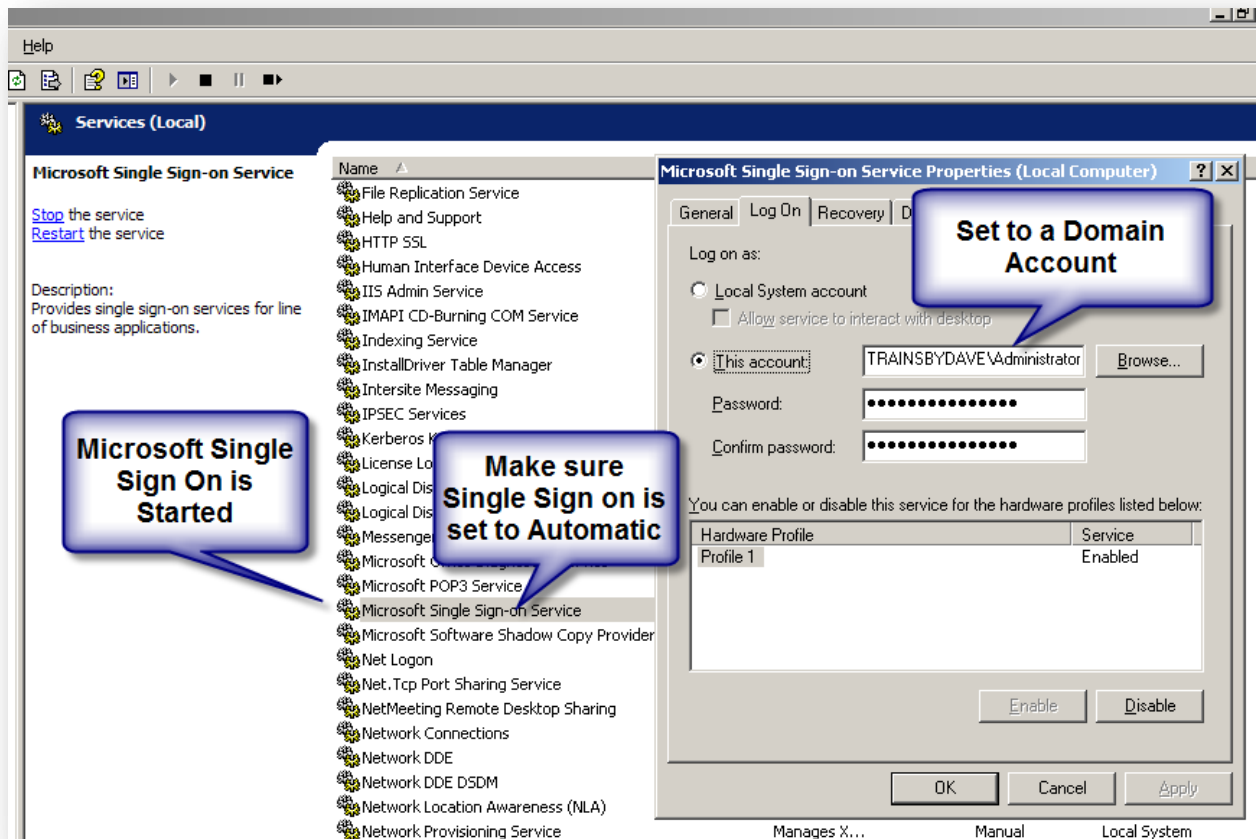 Help
Services (Local)
Microsoft Single Sign-on Service
Stop the service
Restart the service
Description:
Provides single sign-on services for line
of business applications.
Name
File Replication Service
Help and Support
HTTP SSL
Human Interface Device Access
IIS Admin Service
IMAPI CD-Burning COM Service
Indexing Service
InstallDriver Table Manager
Intersite Messaging
IPSEC Services
Kerberos
License
Logical
Logical
Messenger
Microsoft
Microsoft POP3 Service
Microsoft Single Sign-on Service
Microsoft Software Shadow Copy Provider
Net Logon
Net.Tcp Port Sharing Service
NetMeeting Remote Desktop Sharing
Network Connections
Network DDE
Network DDE DSDM
Network Location Awareness (NLA)
Network Provisioning Service Manages X... Manual Local System
Microsoft Single Sign On is
Started
Make sure
Single Sign on is
set to Automatic
Microsoft Single Sign-on Service Properties (Local Computer)
General Log On Recovery D
Set to a Domain
Account
Log on as:
Local System account
Allow service to interact with desktop
This account: TRAINSBYDAVE\Administrator Browse...
Password:
Confirm password:
You can enable or disable this service for the hardware profiles listed below:
Hardware Profile Service
Profile 1 Enabled
Enable Disable
OK Cancel Apply